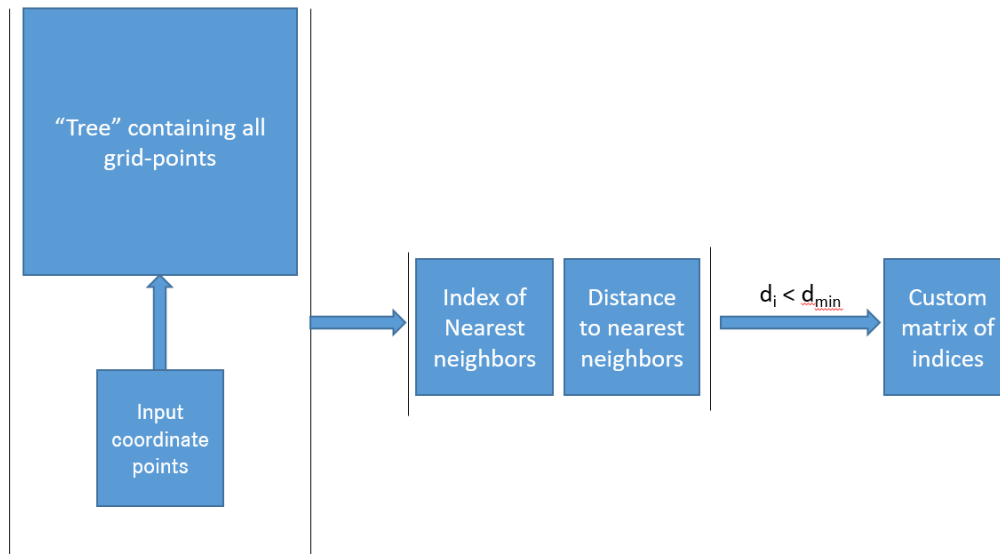 “Tree” containing all
grid-points
Input
coordinate
points
Index of
Nearest
neighbors
Distance
to nearest
neighbors
di < dmin
Custom
matrix of
indices